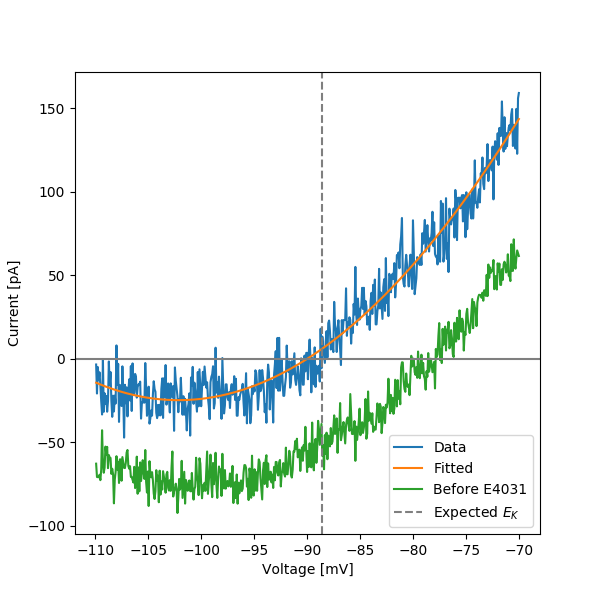 150
100
50
0
−50
−100
Current [pA]
−110
−105
−100
−95
−90
−85
−80
−75
−70
Voltage [mV]
Data
Fitted
Before E4031
Expected E_K